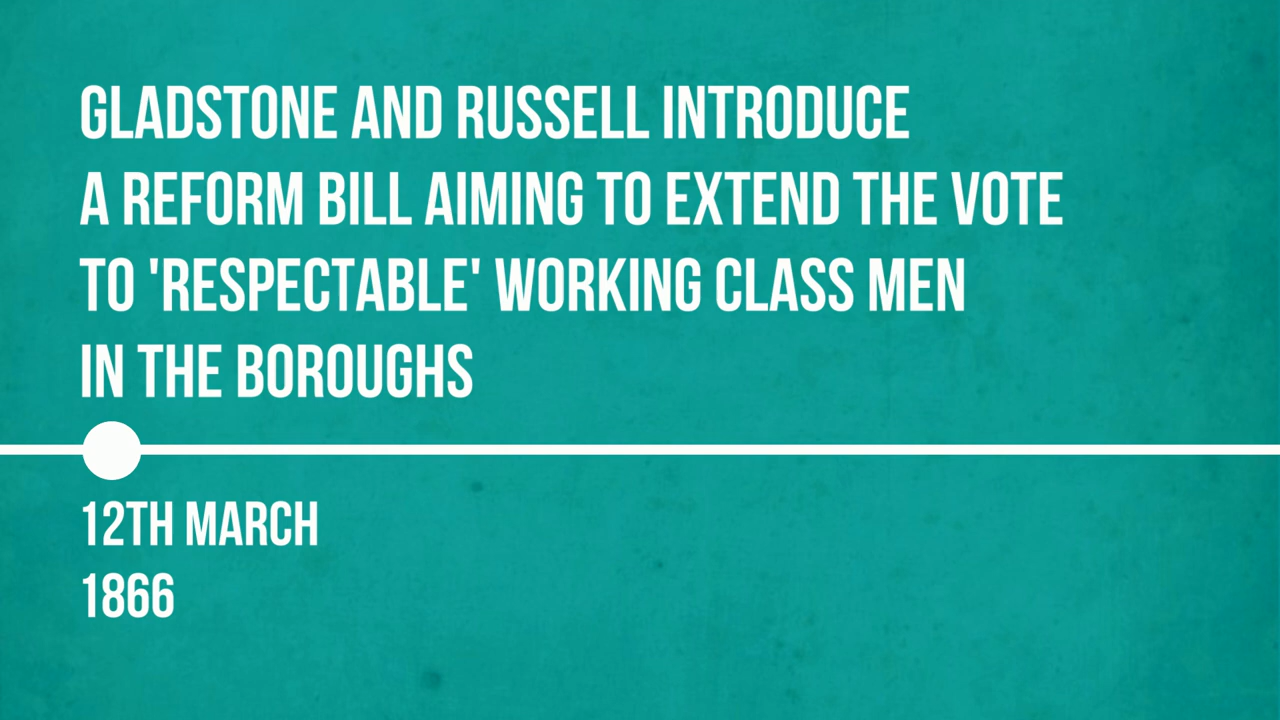 GLADSTONE AND RUSSELL INTRODUCE
A REFORM BILL AIMING TO EXTEND THE VOTE
TO 'RESPECTABLE' WORKING CLASS MEN
IN THE BOROUGHS
12TH MARCH
1866